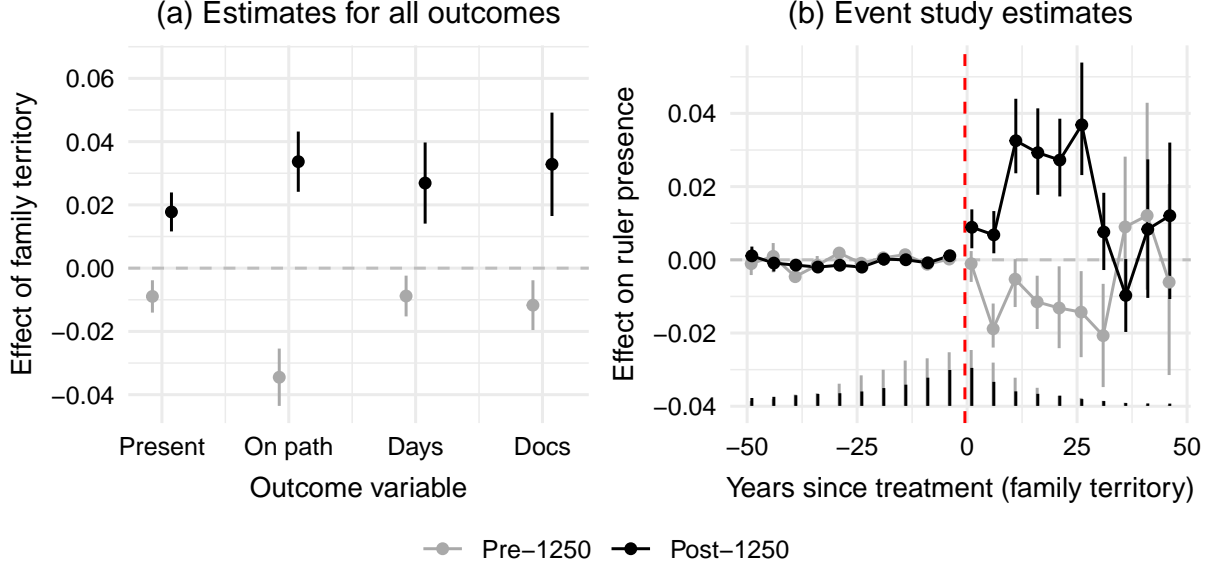 (a) Estimates for all outcomes
Effect of family territory
0.06
0.04
0.02
0.00
−0.02
−0.04
Present
On path
Days
Docs
Outcome variable
(b) Event study estimates
Effect on ruler presence
0.04
0.02
0.00
−0.02
−0.04
−50
−25
0
25
50
Years since treatment (family territory)
Pre−1250
Post−1250